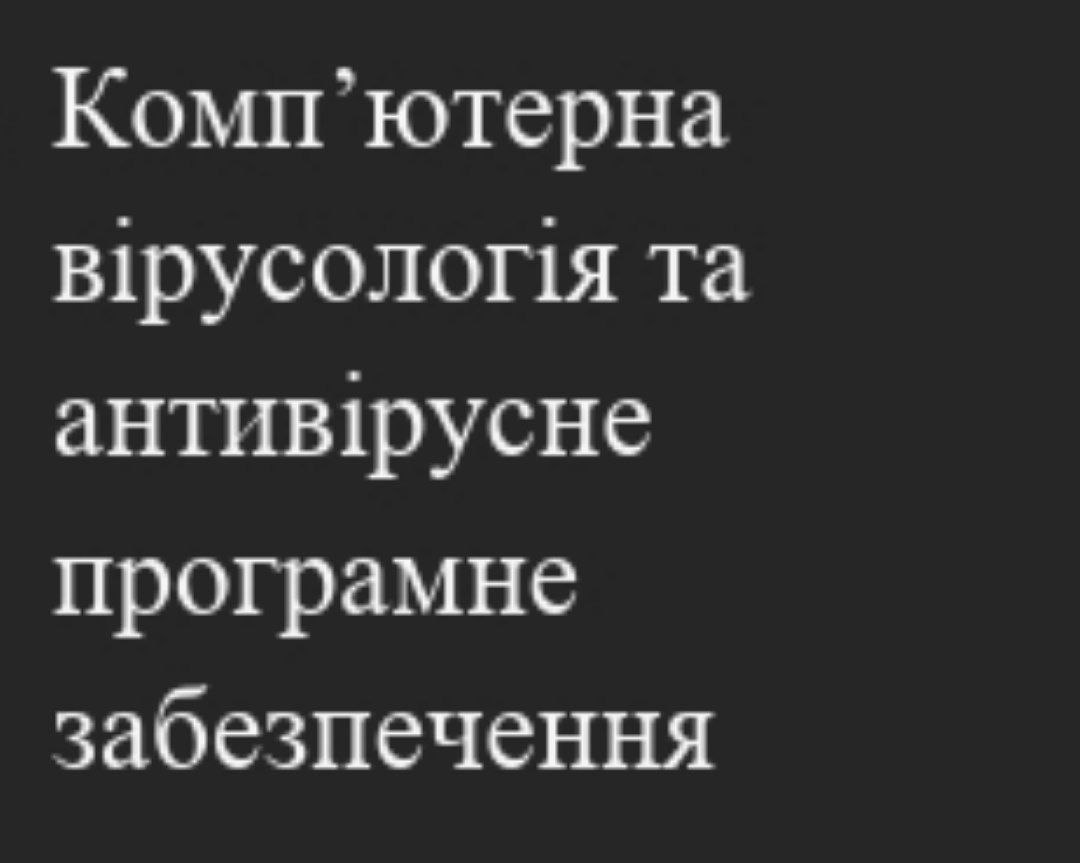 Комп’ютерна
вірусологія та
антивірусне
програмне
забезпечення